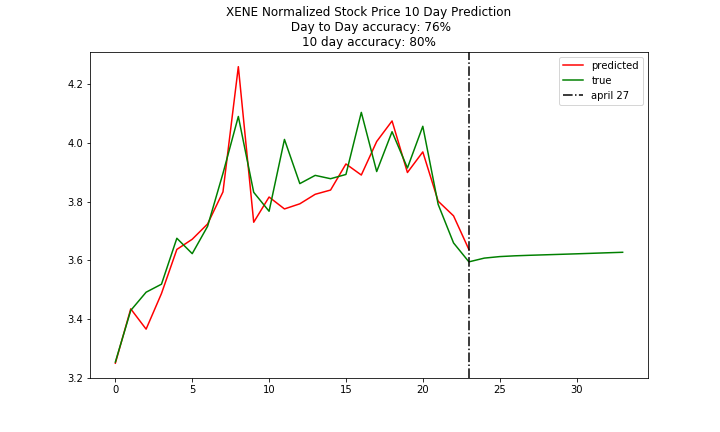 XENE Normalized Stock Price 10 Day Prediction
Day to Day accuracy: 76%
10 day accuracy: 80%
predicted
true
april 27
4.2
4.0
3.8
3.6
3.4
3.2
0 5 10 15 20 25 30